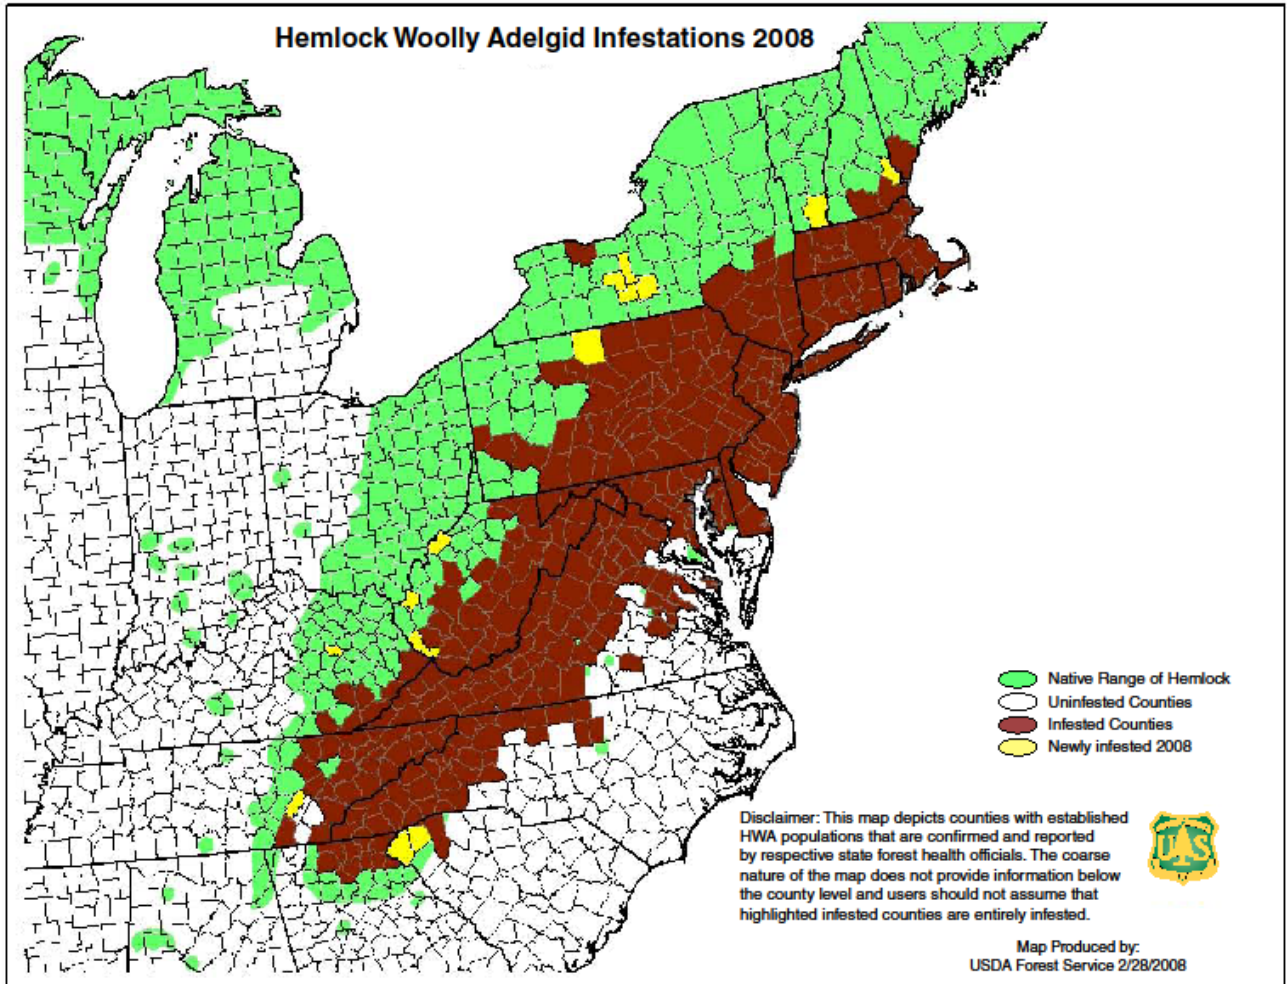 Hemlock Woolly Adelgid Infestations 2008
Native Range of Hemlock
Uninfested Counties
Infested Counties
Newly infested 2008
Disclaimer: This map depicts counties with established
HWA populations that are confirmed and reported
by respective state forest health officials. The coarse
nature of the map does not provide information below
the county level and users should not assume that
highlighted infested counties are entirely infested.
UAS
Map Produced by:
USDA Forest Service 2/28/2008